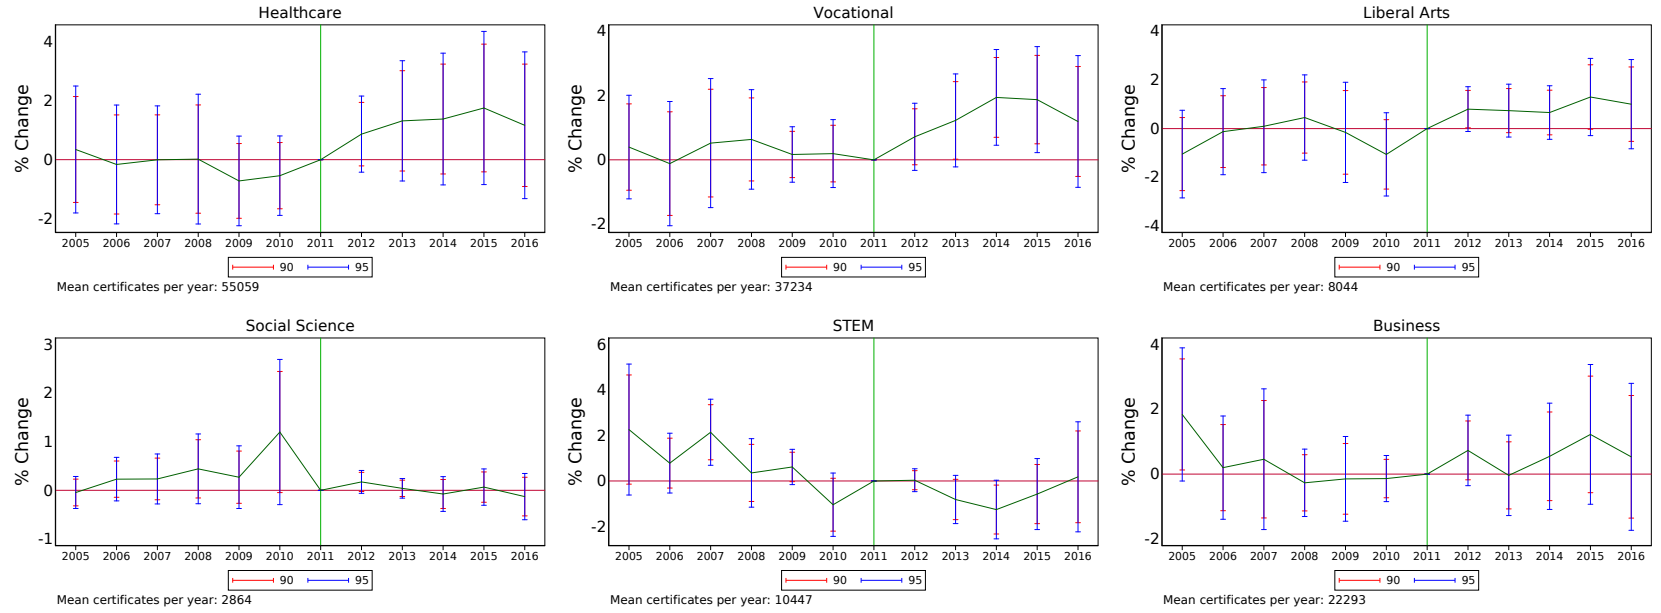 Healthcare
% Change
4
2
0
-2
2005 2006 2007 2008 2009 2010 2011 2012 2013 2014 2015 2016
90 95
Mean certificates per year: 55059
Vocational
% Change
4
2
0
-2
2005 2006 2007 2008 2009 2010 2011 2012 2013 2014 2015 2016
90 95
Mean certificates per year: 37234
Liberal Arts
% Change
4
2
0
-2
-4
2005 2006 2007 2008 2009 2010 2011 2012 2013 2014 2015 2016
90 95
Mean certificates per year: 8044
Social Science
% Change
3
2
1
0
-1
2005 2006 2007 2008 2009 2010 2011 2012 2013 2014 2015 2016
90 95
Mean certificates per year: 2864
STEM
% Change
6
4
2
0
-2
2005 2006 2007 2008 2009 2010 2011 2012 2013 2014 2015 2016
90 95
Mean certificates per year: 10447
Business
% Change
4
2
0
-2
2005 2006 2007 2008 2009 2010 2011 2012 2013 2014 2015 2016
90 95
Mean certificates per year: 22293